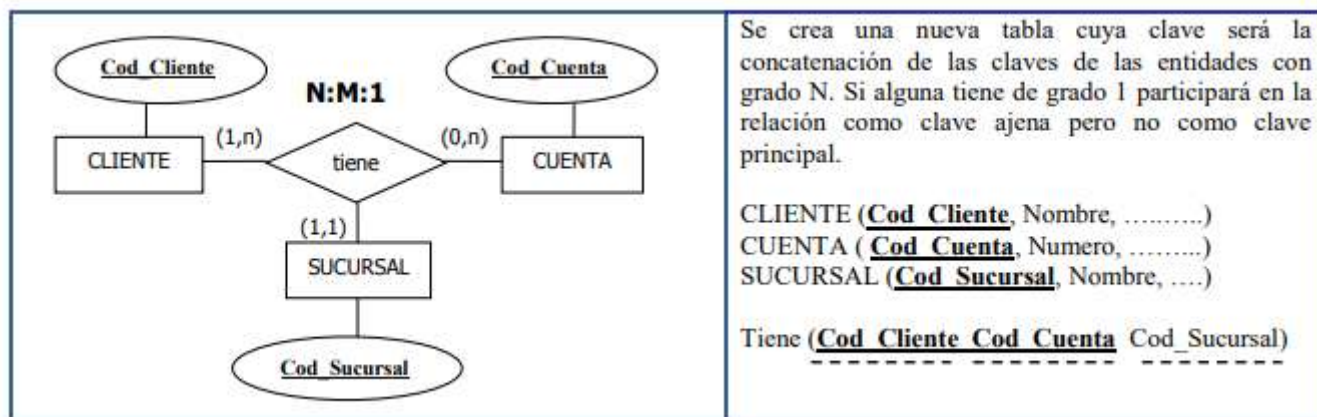 Cod_Cliente
Cod_Cuenta
N:M:1
(1,n)
(0,n)
CLIENTE
tiene
CUENTA
(1,1)
SUCURSAL
Cod_Sucursal
Se crea una nueva tabla cuya clave será la
concatenación de las claves de las entidades con
grado N. Si alguna tiene de grado 1 participará en la
relación como clave ajena pero no como clave
principal.
CLIENTE (Cod_Cliente, Nombre, ….…...)
CUENTA ( Cod_Cuenta, Numero, ……...)
SUCURSAL (Cod_Sucursal, Nombre, ….)
Tiene (Cod_Cliente Cod_Cuenta Cod_Sucursal)